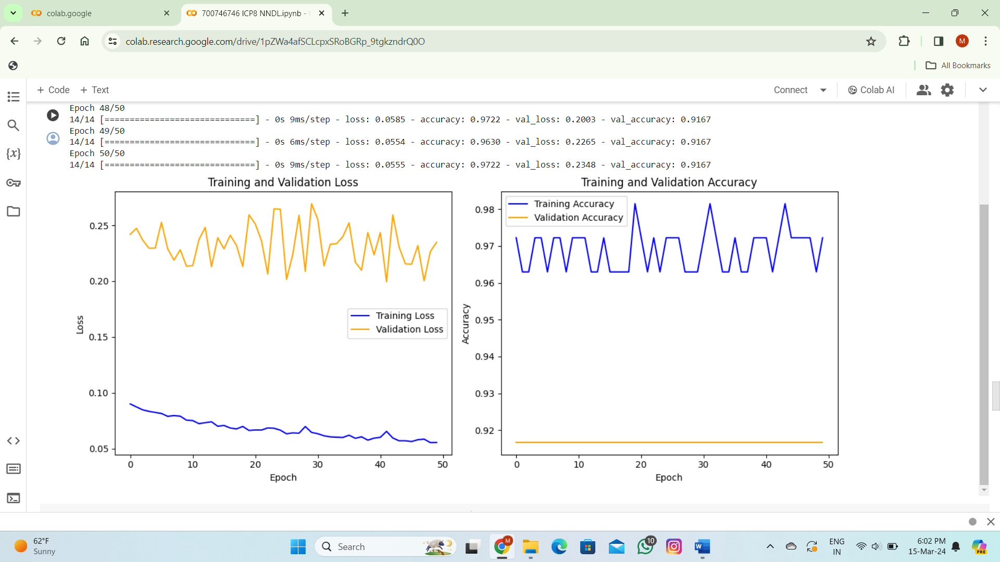 colab.google
700746746 ICP8 NNDL.ipynb -
colab.research.google.com/drive/1pZWa4afSCLcpxSRoBGRp_9tgkzndrQ0O
M
All Bookmarks
+ Code + Text
Connect
Colab AI
Epoch 48/50
14/14 [==============================] - 0s 9ms/step - loss: 0.0585 - accuracy: 0.9722 - val_loss: 0.2003 - val_accuracy: 0.9167
Epoch 49/50
14/14 [==============================] - 0s 6ms/step - loss: 0.0554 - accuracy: 0.9630 - val_loss: 0.2265 - val_accuracy: 0.9167
Epoch 50/50
14/14 [==============================] - 0s 9ms/step - loss: 0.0555 - accuracy: 0.9722 - val_loss: 0.2348 - val_accuracy: 0.9167
{x}
Training and Validation Loss
0.25
0.20
0.15
0.10
0.05
Loss
Training Loss
Validation Loss
0 10 20 30 40 50
Epoch
Training and Validation Accuracy
Training Accuracy
Validation Accuracy
0.98
0.97
0.96
0.95
0.94
0.93
0.92
Accuracy
0 10 20 30 40 50
Epoch
62°F
Sunny
Search
M
10
W
ENG
IN
6:02 PM
15-Mar-24
PRE